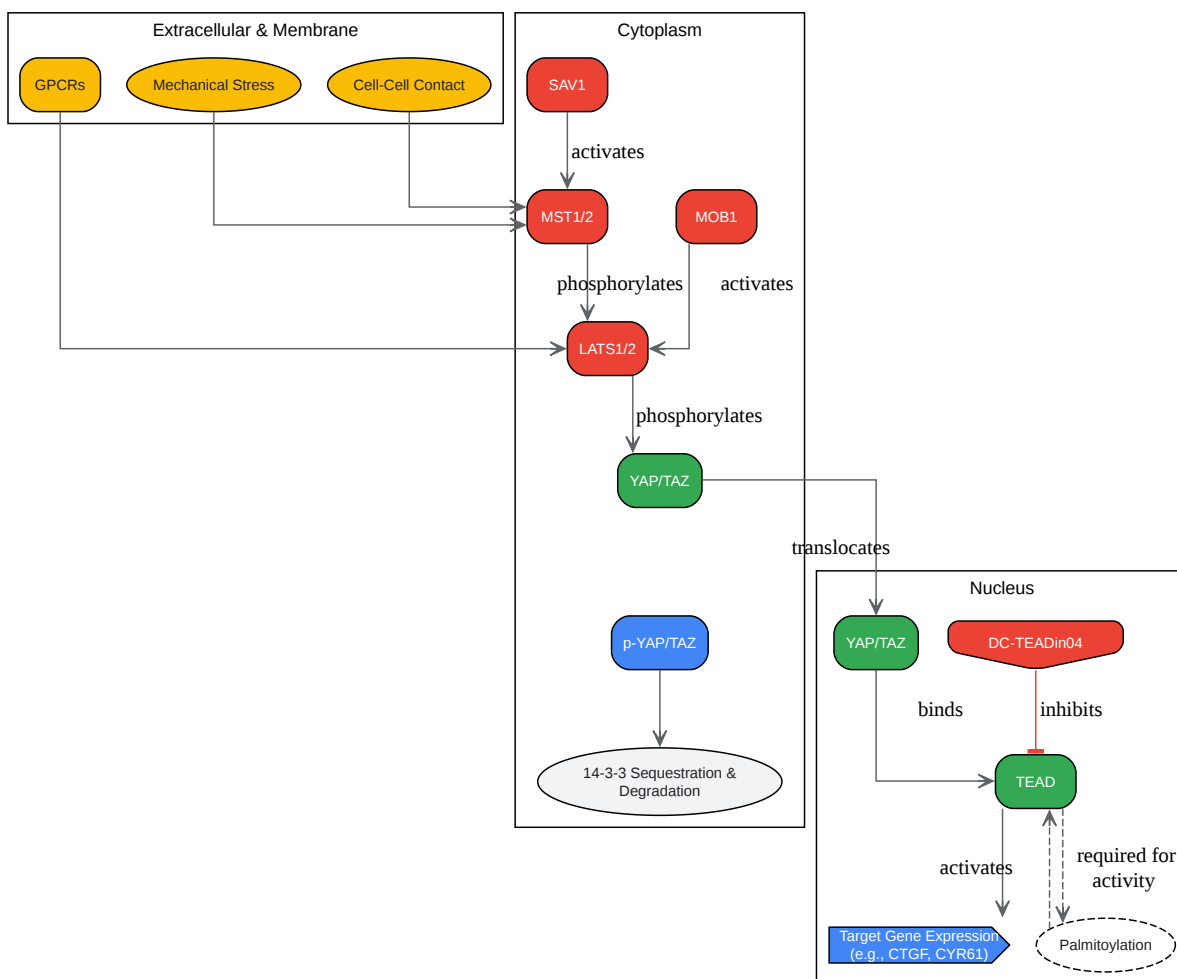 Extracellular & Membrane
Cytoplasm
GPCRs
Mechanical Stress
Cell-Cell Contact
SAV1
activates
MST1/2
MOB1
phosphorylates
activates
LATS1/2
phosphorylates
YAP/TAZ
translocates
Nucleus
p-YAP/TAZ
YAP/TAZ
DC-TEADin04
binds
inhibits
14-3-3 Sequestration &
Degradation
TEAD
activates
required for
activity
Target Gene Expression
(e.g., CTGF, CYR61)
Palmitoylation